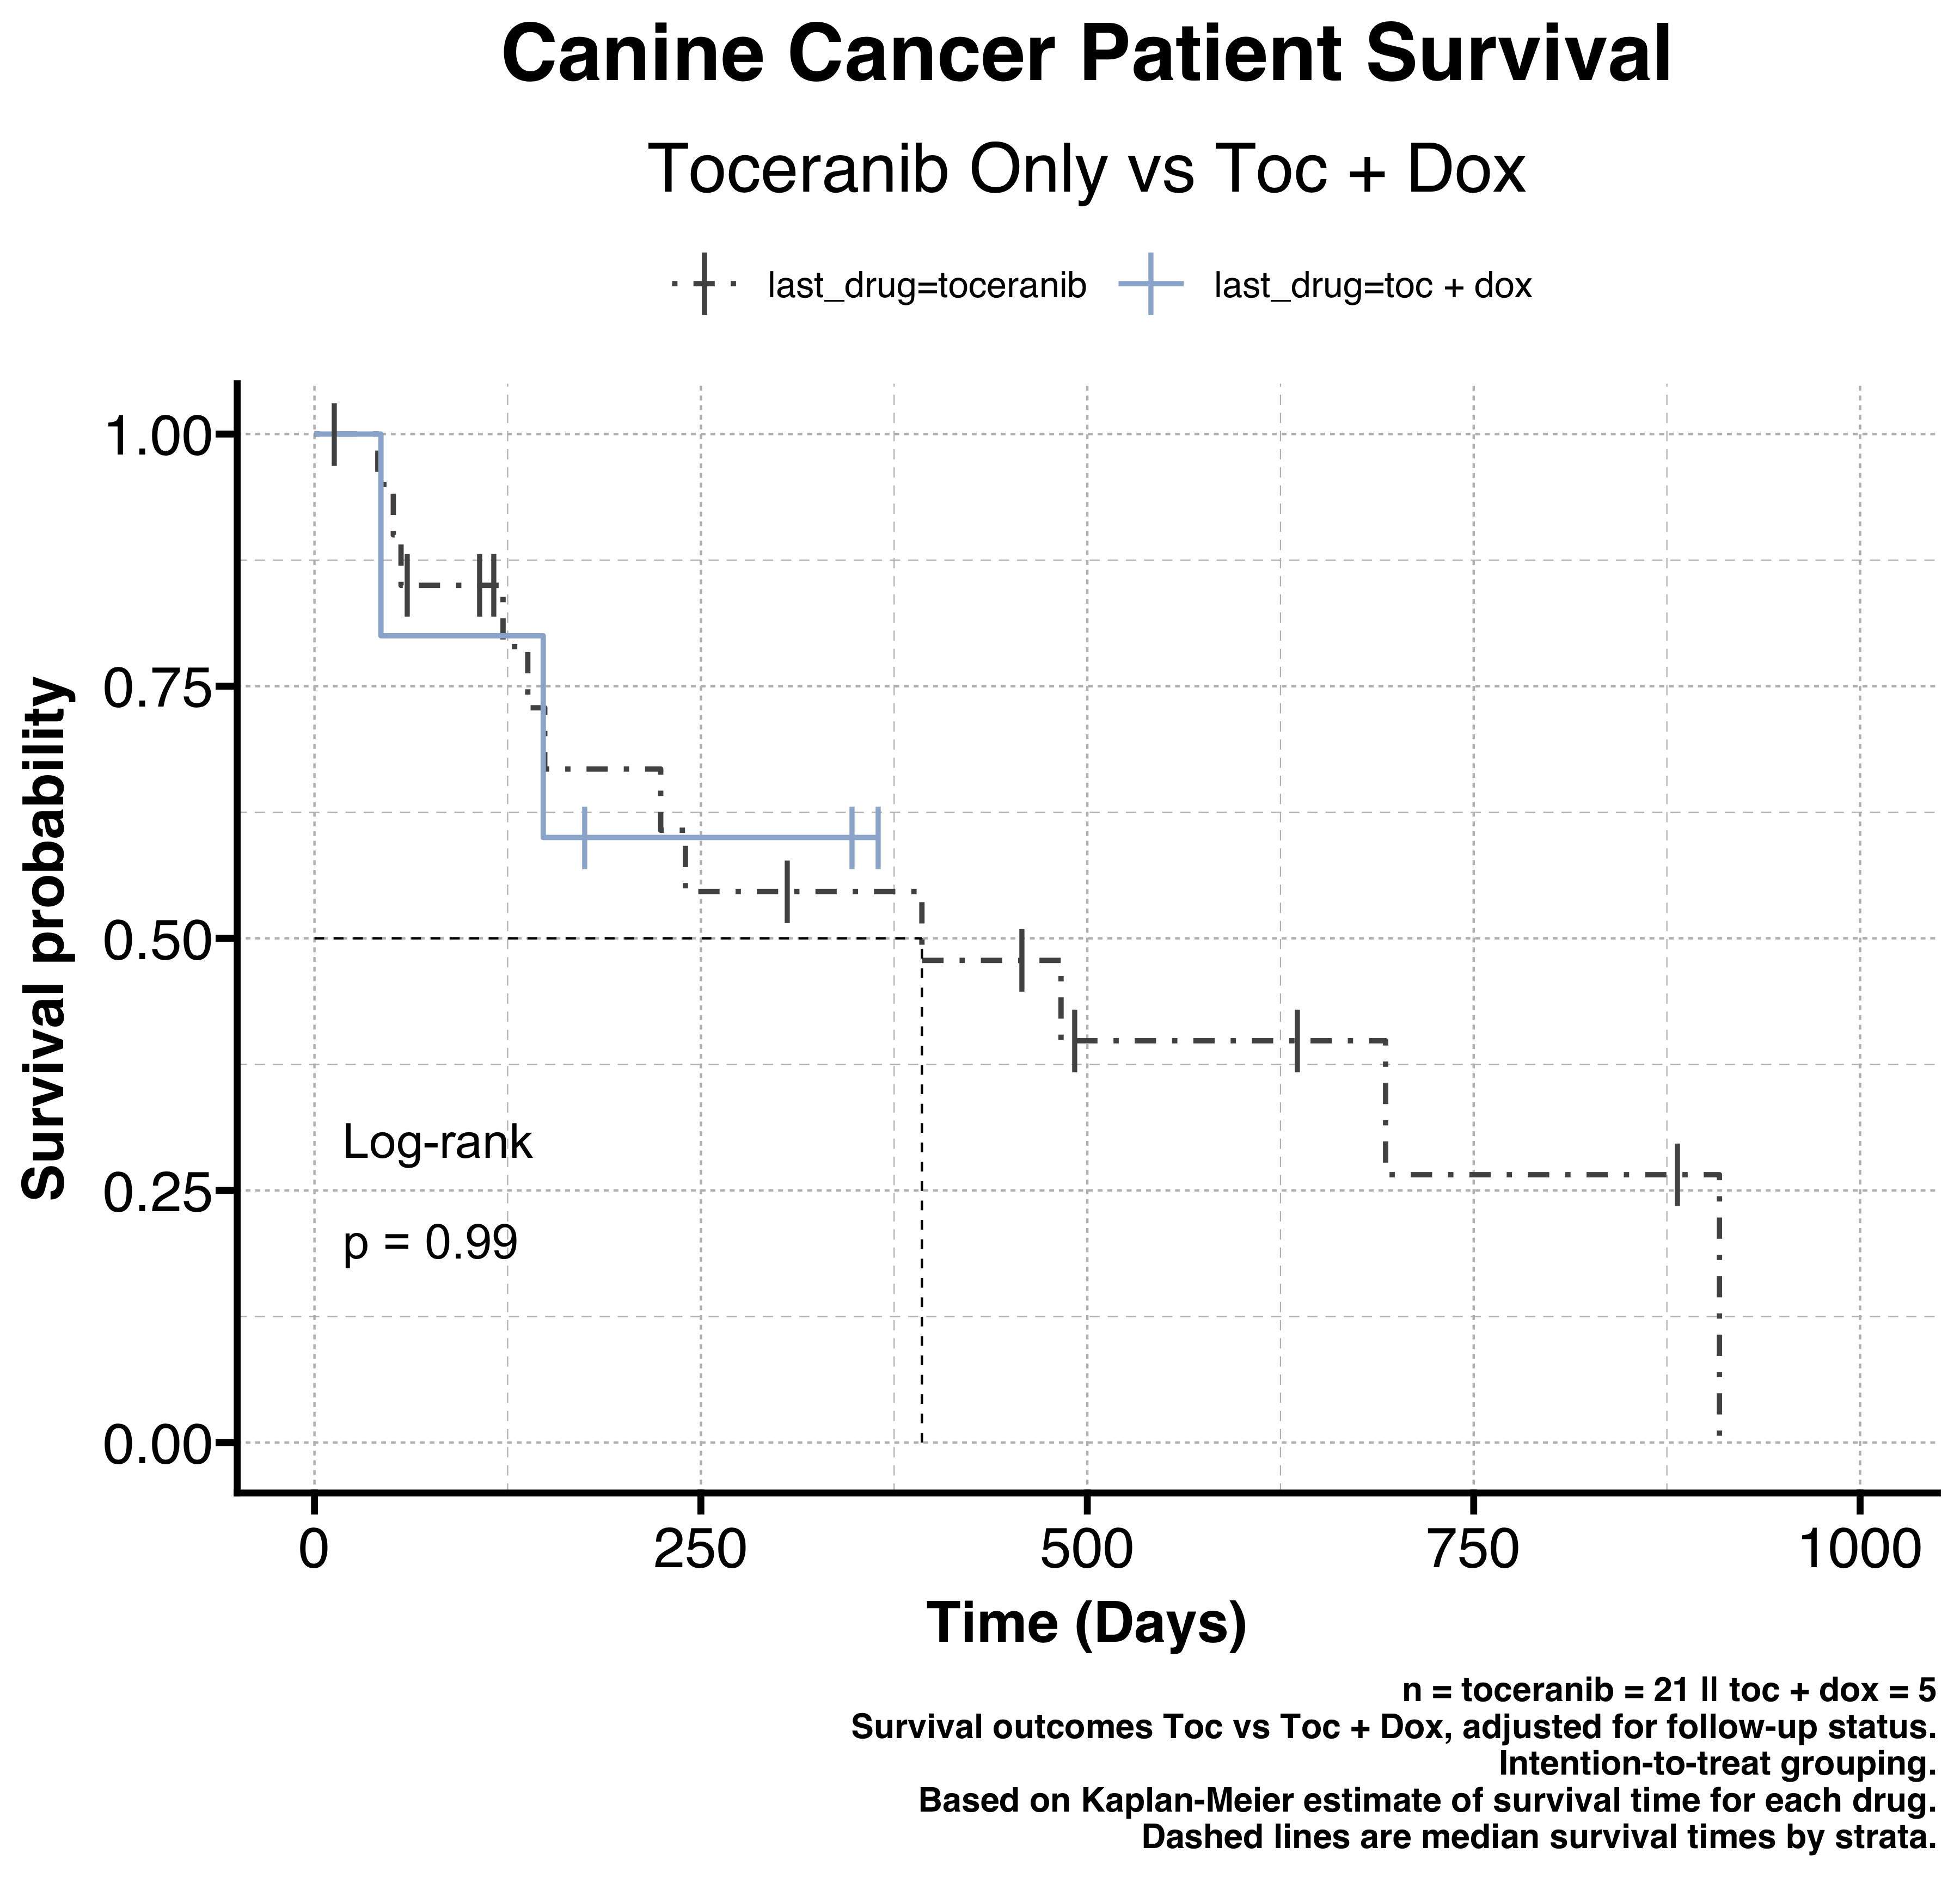 Canine Cancer Patient Survival
Toceranib Only vs Toc + Dox
last_drug=toceranib last_drug=toc + dox
Survival probability
1.00
0.75
0.50
0.25
0.00
Log-rank
p = 0.99
0 250 500 750 1000
Time (Days)
n = toceranib = 21 || toc + dox = 5
Survival outcomes Toc vs Toc + Dox, adjusted for follow-up status.
Intention-to-treat grouping.
Based on Kaplan-Meier estimate of survival time for each drug.
Dashed lines are median survival times by strata.